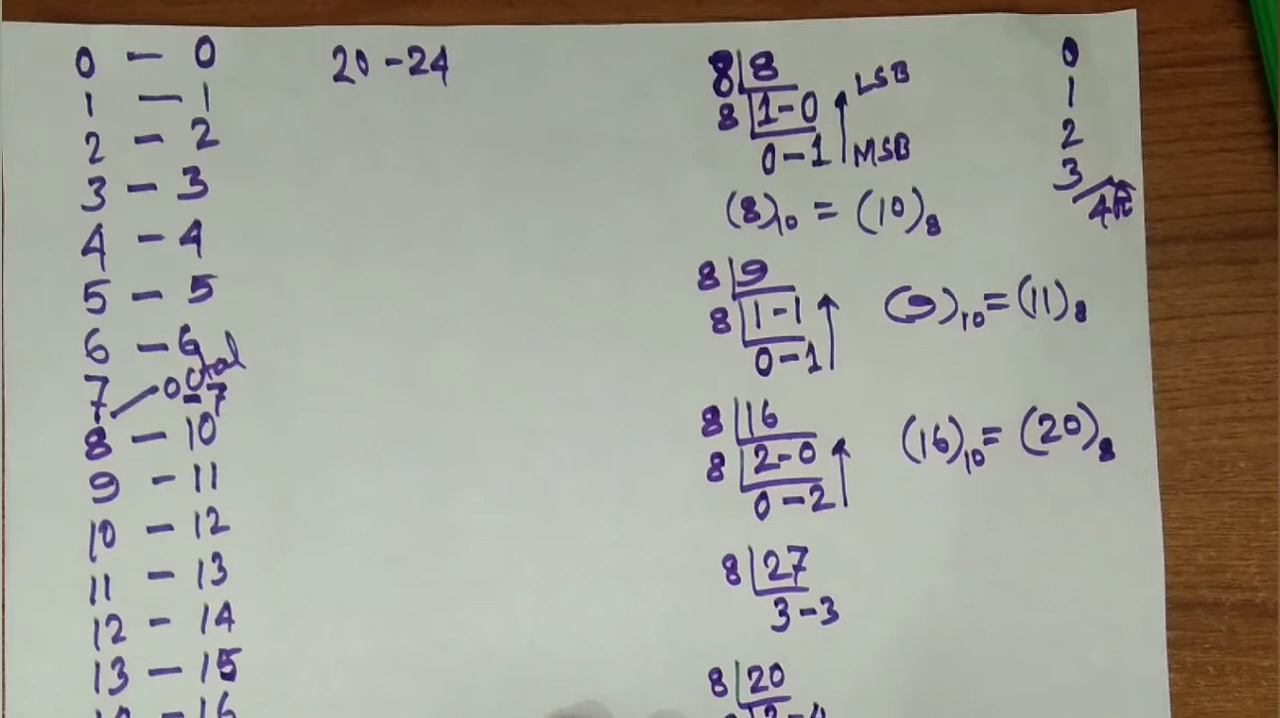 0 - 0
1 - 1
2 - 2
3 - 3
4 - 4
5 - 5
6 - 6
7 - 7
octal
8 - 10
9 - 11
10 - 12
11 - 13
12 - 14
13 - 15
- 16
20 - 24
8 8 LSB
8 1-0
0-1 MSB
(8)10 = (10)8
8 9
8 1-1
0-1
(9)10 = (11)8
8 16
8 2-0
0-2
(16)10 = (20)8
8 27
3-3
8 20
2-4
0
1
2
3